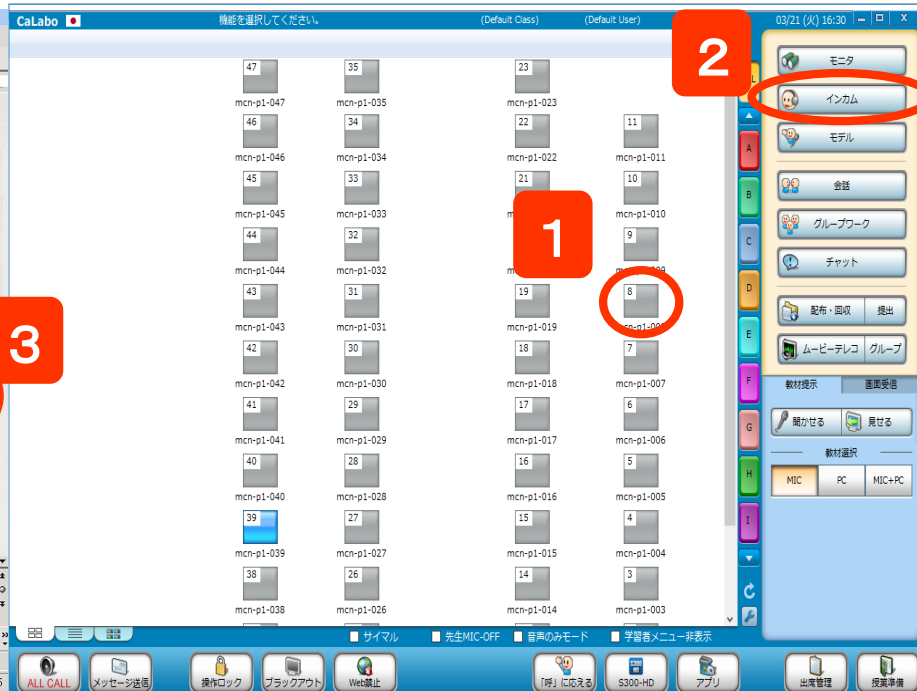 CaLabo 機能を選択してください。 (Default Class) (Default User) 03/21 (火) 16:30
2
47 35 23
mcn-p1-047 mcn-p1-035 mcn-p1-023
46 34 22 11
mcn-p1-046 mcn-p1-034 mcn-p1-022 mcn-p1-011
45 33 21 10
mcn-p1-045 mcn-p1-033 mcn-p1-010
1
44 32 9
mcn-p1-044 mcn-p1-032
43 31 19 8
mcn-p1-043 mcn-p1-031 mcn-p1-019
3
42 30 18 7
mcn-p1-042 mcn-p1-030 mcn-p1-018 mcn-p1-007
41 29 17 6
mcn-p1-041 mcn-p1-029 mcn-p1-017 mcn-p1-006
40 28 16 5
mcn-p1-040 mcn-p1-028 mcn-p1-016 mcn-p1-005
39 27 15 4
mcn-p1-039 mcn-p1-027 mcn-p1-015 mcn-p1-004
38 26 14 3
mcn-p1-038 mcn-p1-026 mcn-p1-014 mcn-p1-003
A
B
C
D
E
F
G
H
I
モニタ
インカム
モデル
会話
グループワーク
チャット
配布・回収 提出
ムービーテレコ グループ
教材提示 画面受信
聞かせる 見せる
教材選択
MIC PC MIC+PC
サイマル 先生MIC-OFF 音声のみモード 学習者メニュー非表示
ALL CALL メッセージ送信 操作ロック ブラックアウト Web禁止 「呼」に応える S300-HD アプリ 出席管理 授業準備